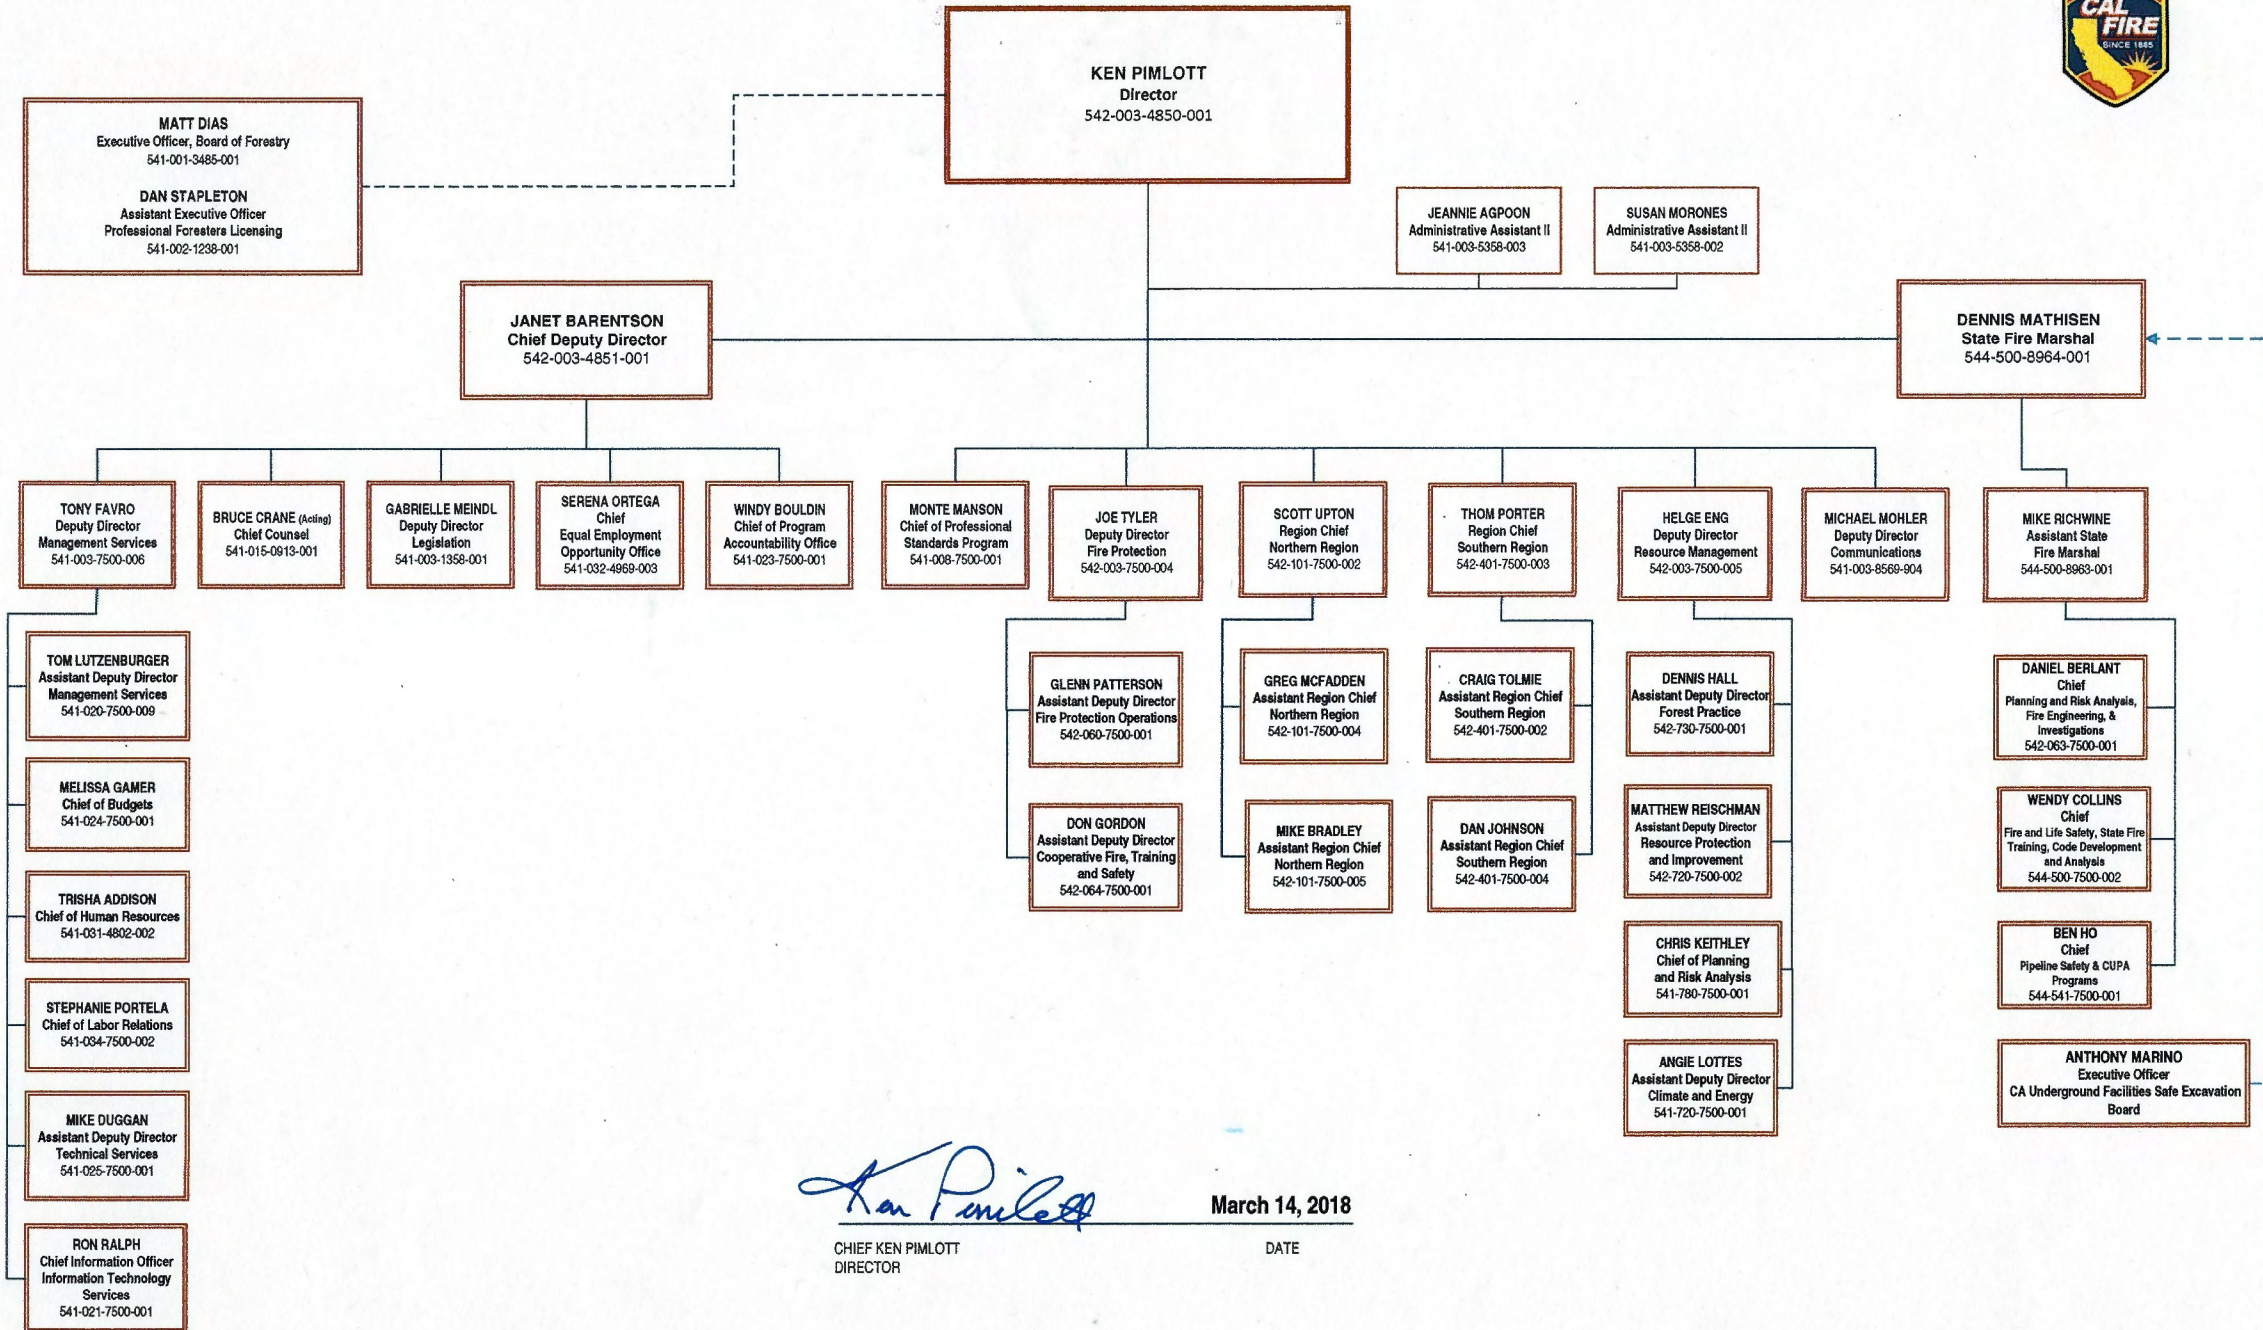 CAL
FIRE
SINCE 1885
KEN PIMLOTT
Director
542-003-4850-001
MATT DIAS
Executive Officer, Board of Forestry
541-001-3485-001
DAN STAPLETON
Assistant Executive Officer
Professional Foresters Licensing
541-002-1238-001
JEANNIE AGPOON
Administrative Assistant II
541-003-5358-003
SUSAN MORONES
Administrative Assistant II
541-003-5358-002
JANET BARENTSON
Chief Deputy Director
542-003-4851-001
DENNIS MATHISEN
State Fire Marshal
544-500-8964-001
TONY FAVRO
Deputy Director
Management Services
541-003-7500-006
BRUCE CRANE (Acting)
Chief Counsel
541-015-0913-001
GABRIELLE MEINDL
Deputy Director
Legislation
541-003-1358-001
SERENA ORTEGA
Chief
Equal Employment
Opportunity Office
541-032-4969-003
WINDY BOULDIN
Chief of Program
Accountability Office
541-023-7500-001
MONTE MANSON
Chief of Professional
Standards Program
541-008-7500-001
JOE TYLER
Deputy Director
Fire Protection
542-003-7500-004
SCOTT UPTON
Region Chief
Northern Region
542-101-7500-002
THOM PORTER
Region Chief
Southern Region
542-401-7500-003
HELGE ENG
Deputy Director
Resource Management
542-003-7500-005
MICHAEL MOHLER
Deputy Director
Communications
541-003-8569-904
MIKE RICHWINE
Assistant State
Fire Marshal
544-500-8963-001
TOM LUTZENBURGER
Assistant Deputy Director
Management Services
541-020-7500-009
MELISSA GAMER
Chief of Budgets
541-024-7500-001
TRISHA ADDISON
Chief of Human Resources
541-031-4802-002
STEPHANIE PORTELA
Chief of Labor Relations
541-034-7500-002
MIKE DUGGAN
Assistant Deputy Director
Technical Services
541-025-7500-001
RON RALPH
Chief Information Officer
Information Technology
Services
541-021-7500-001
GLENN PATTERSON
Assistant Deputy Director
Fire Protection Operations
542-060-7500-001
DON GORDON
Assistant Deputy Director
Cooperative Fire, Training
and Safety
542-064-7500-001
GREG MCFADDEN
Assistant Region Chief
Northern Region
542-101-7500-004
MIKE BRADLEY
Assistant Region Chief
Northern Region
542-101-7500-005
CRAIG TOLMIE
Assistant Region Chief
Southern Region
542-401-7500-002
DAN JOHNSON
Assistant Region Chief
Southern Region
542-401-7500-004
DENNIS HALL
Assistant Deputy Director
Forest Practice
542-730-7500-001
MATTHEW REISCHMAN
Assistant Deputy Director
Resource Protection
and Improvement
542-720-7500-002
CHRIS KEITHLEY
Chief of Planning
and Risk Analysis
541-780-7500-001
ANGIE LOTTES
Assistant Deputy Director
Climate and Energy
541-720-7500-001
DANIEL BERLANT
Chief
Planning and Risk Analysis,
Fire Engineering, &
Investigations
542-063-7500-001
WENDY COLLINS
Chief
Fire and Life Safety, State Fire
Training, Code Development
and Analysis
544-500-7500-002
BEN HO
Chief
Pipeline Safety & CUPA
Programs
544-541-7500-001
ANTHONY MARINO
Executive Officer
CA Underground Facilities Safe Excavation
Board
Ken Pimlott
March 14, 2018
CHIEF KEN PIMLOTT
DIRECTOR
DATE